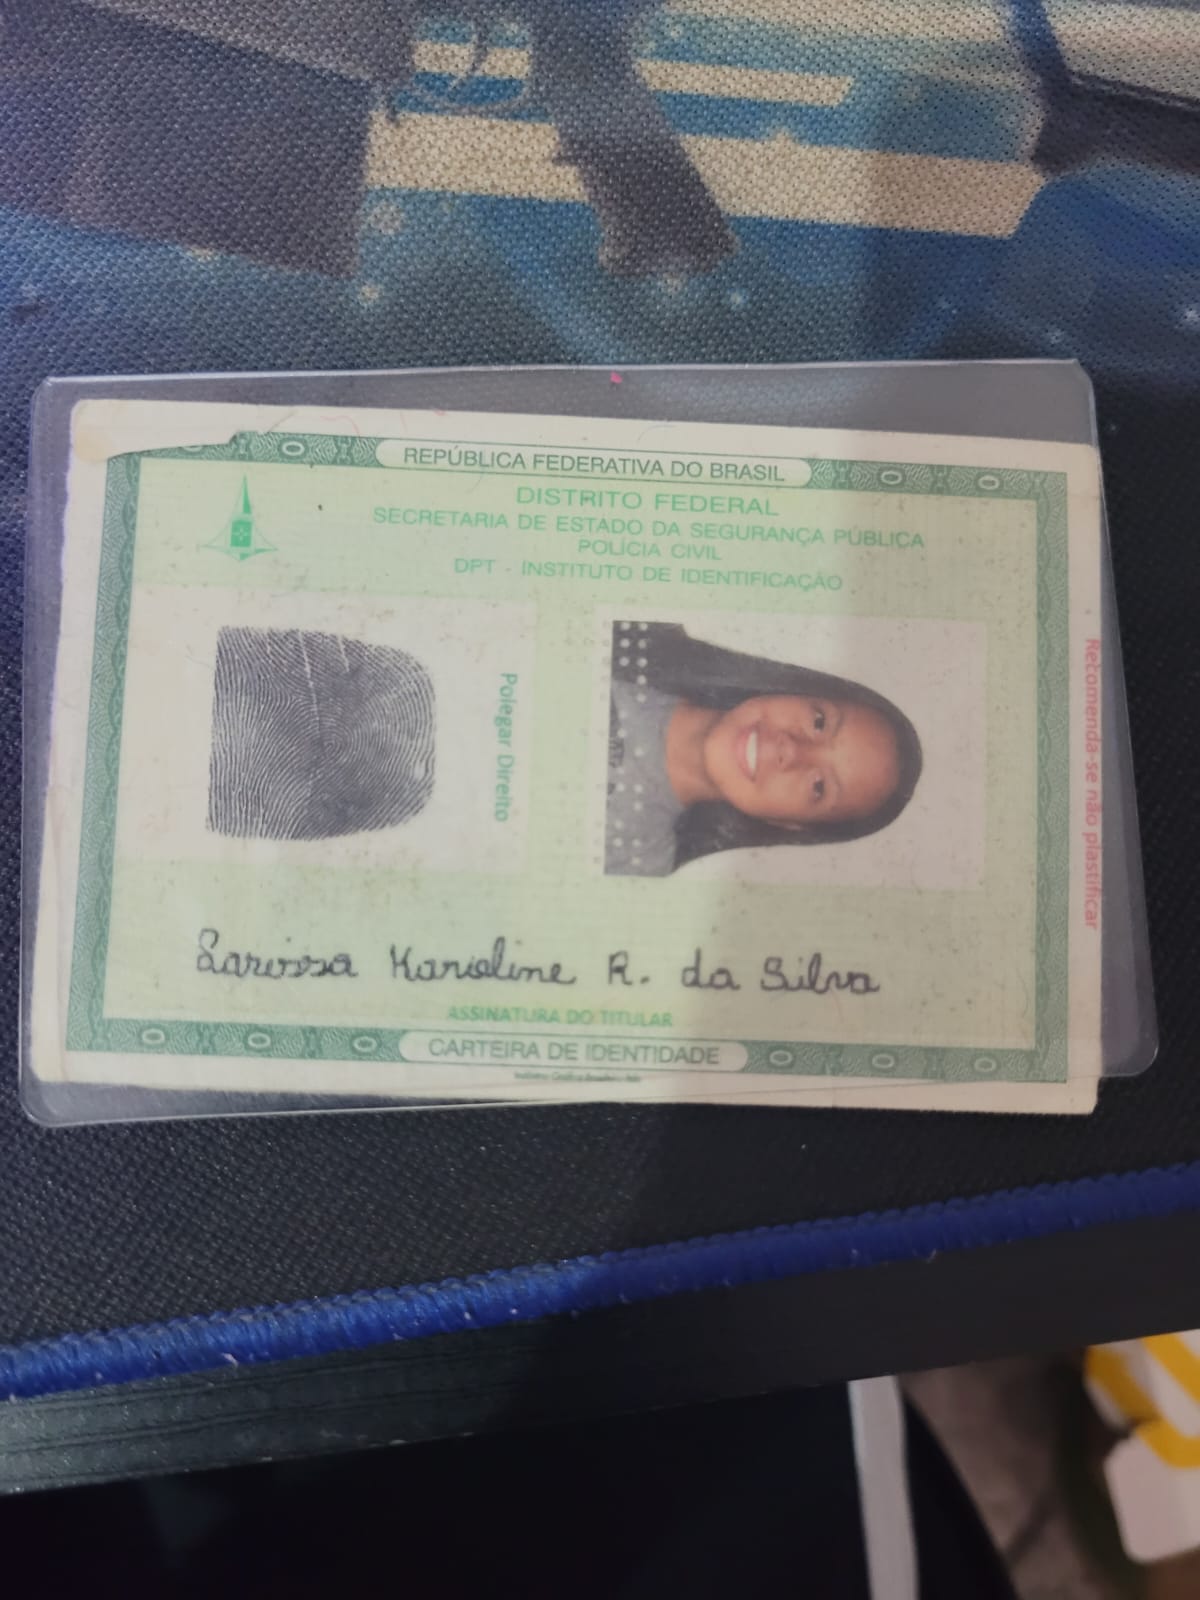 REPÚBLICA FEDERATIVA DO BRASIL
DISTRITO FEDERAL
SECRETARIA DE ESTADO DA SEGURANÇA PÚBLICA
POLÍCIA CIVIL
DPT - INSTITUTO DE IDENTIFICAÇÃO
Polegar Direito
Recomenda-se não plastificar
Larissa Karoline R. da Silva
ASSINATURA DO TITULAR
CARTEIRA DE IDENTIDADE